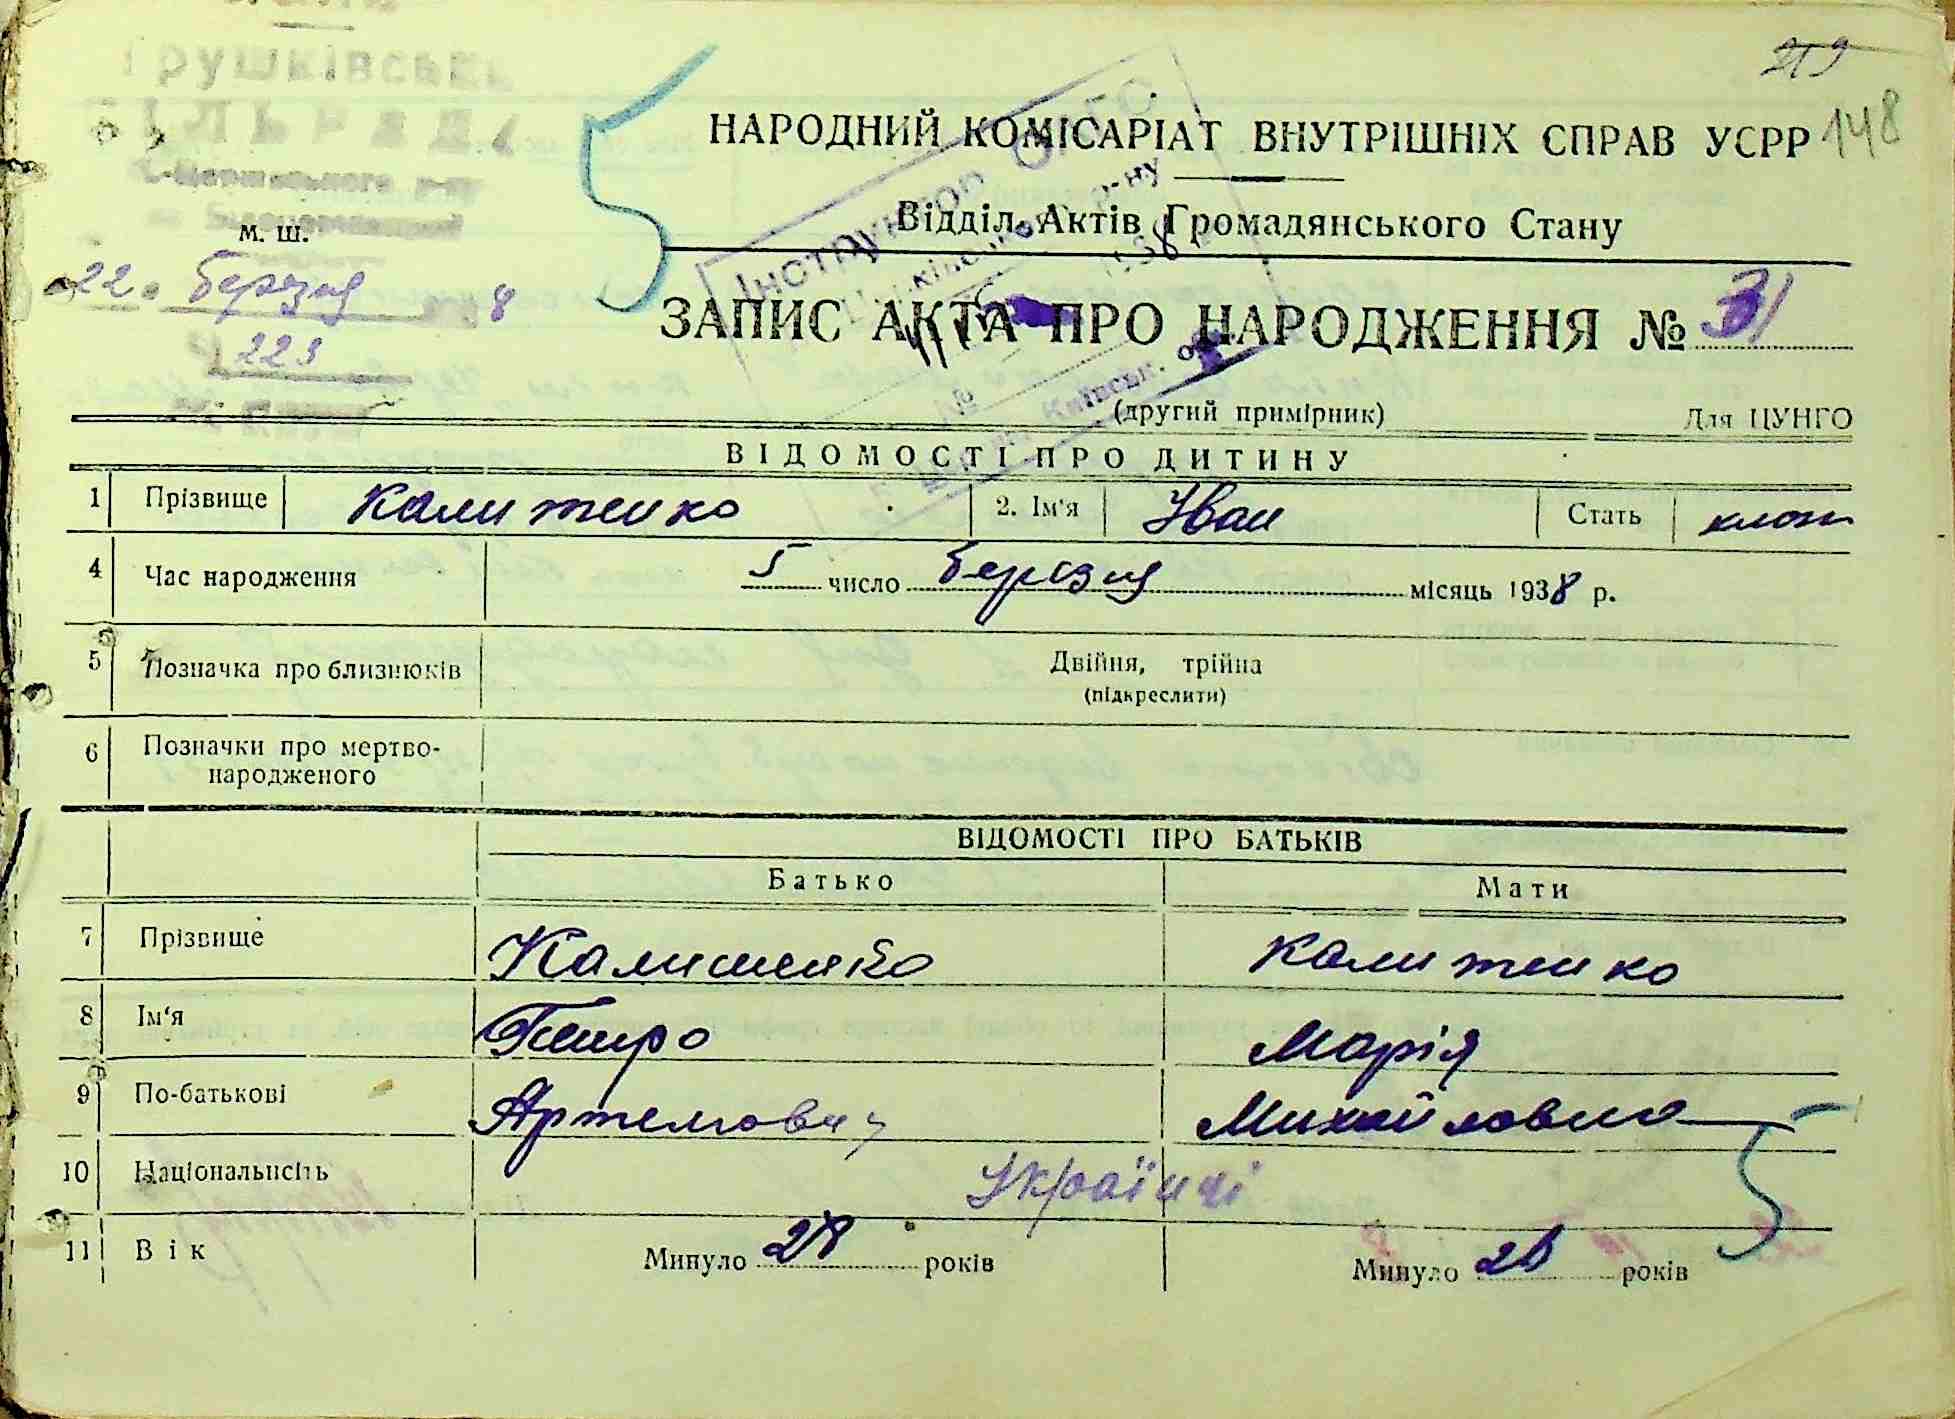 219
148
НАРОДНИЙ КОМІСАРІАТ ВНУТРІШНІХ СПРАВ УСРР
Відділ Актів Громадянського Стану
м. ш.
22 березня 8
223
ЗАПИС АКТА ПРО НАРОДЖЕННЯ № 31
(другий примірник) Для ЦУНГО
ВІДОМОСТІ ПРО ДИТИНУ
1 Прізвище Калитенко 2. Ім'я Іван Стать хлоп
4 Час народження 5 число березня місяць 1938 р.
5 Позначка про близнюків Двійня, трійна
(підкреслити)
6 Позначки про мертво-
народженого
ВІДОМОСТІ ПРО БАТЬКІВ
Батько Мати
7 Прізвище Калитенко Калитенко
8 Ім'я Петро Марія
9 По-батькові Артемович Михайловна
10 Національність Українці
11 Вік Минуло 28 років Минуло років